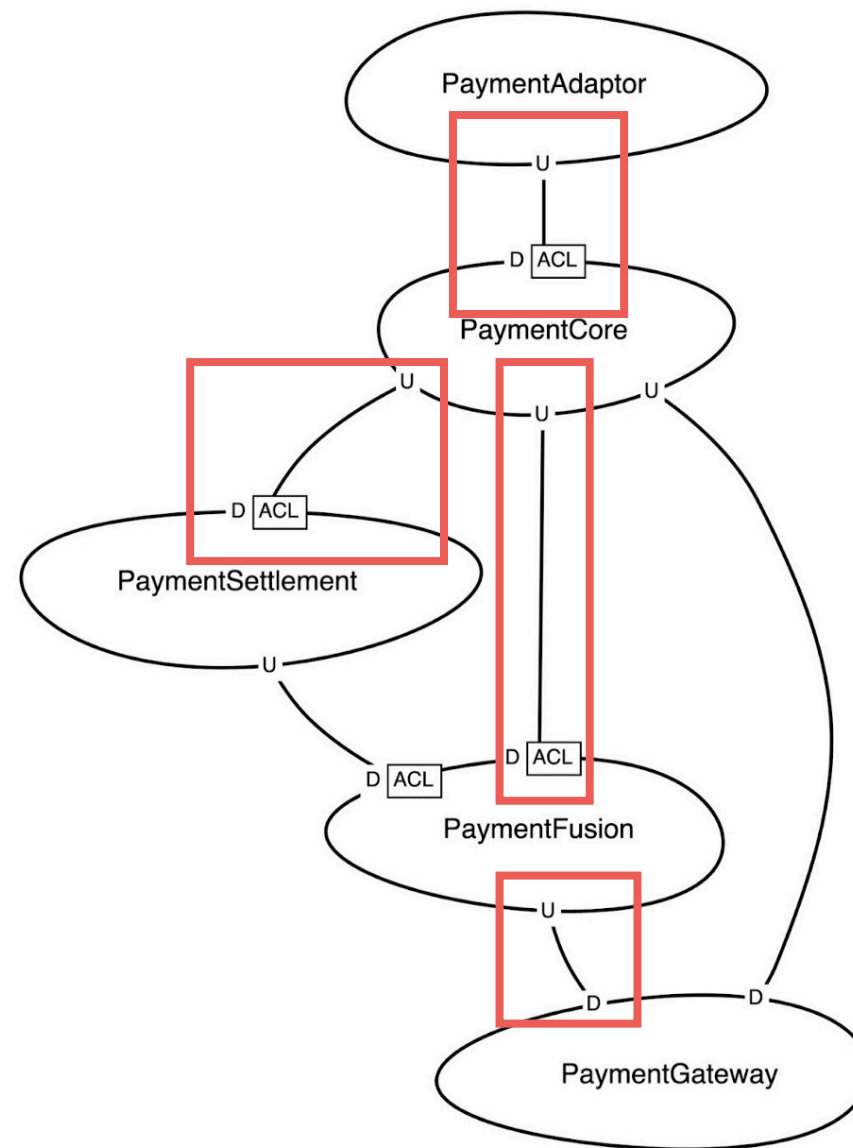 PaymentAdaptor
U
D ACL
PaymentCore
U
U
U
D ACL
PaymentSettlement
U
D ACL
D ACL
PaymentFusion
U
D
D
PaymentGateway